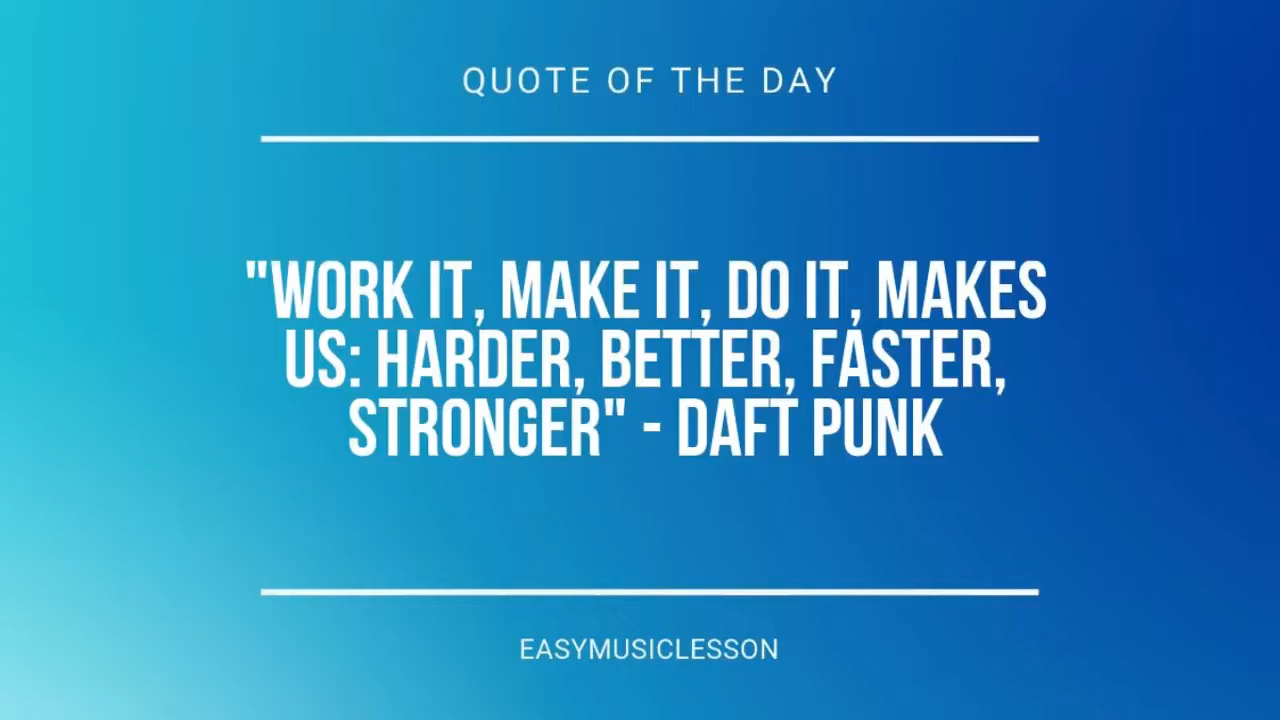 QUOTE OF THE DAY
"WORK IT, MAKE IT, DO IT, MAKES
US: HARDER, BETTER, FASTER,
STRONGER" - DAFT PUNK
EASYMUSICLESSON